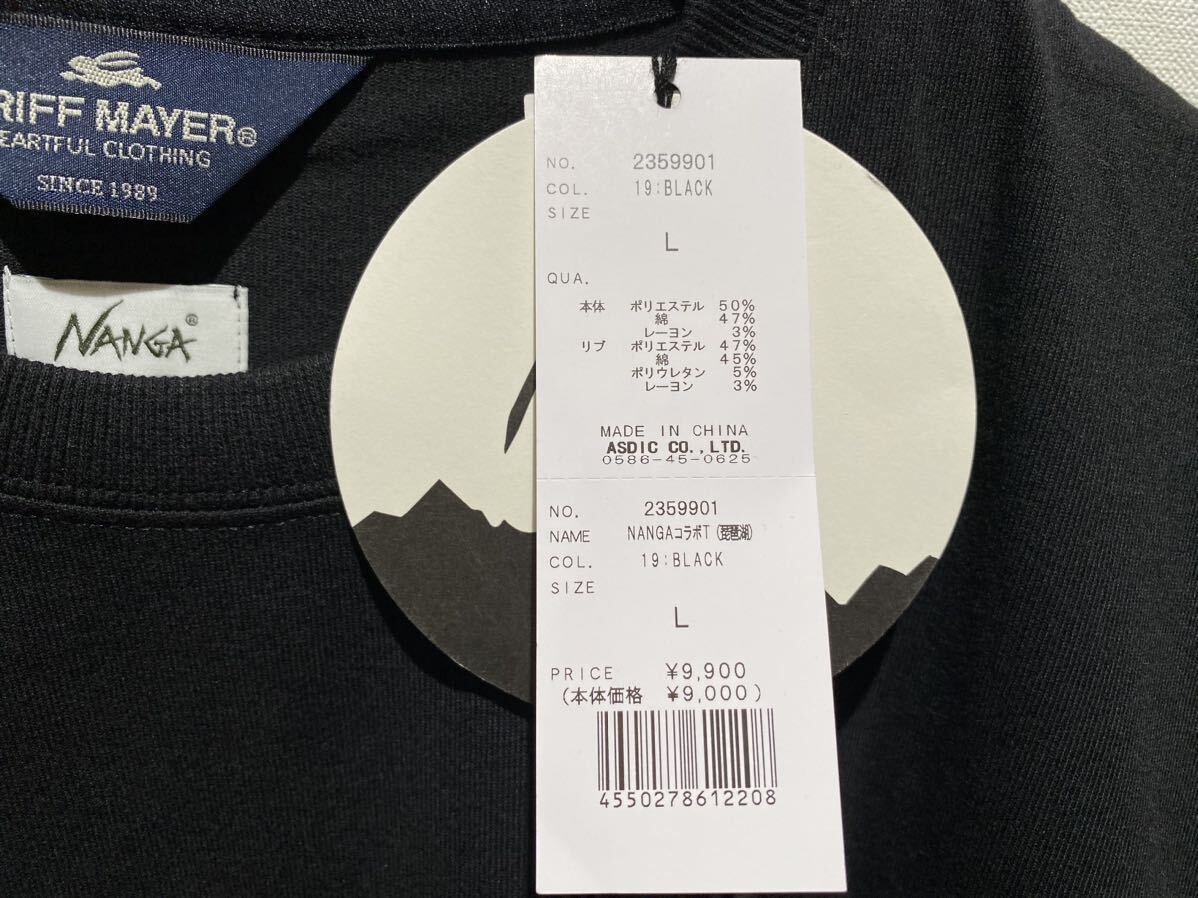 RIFF MAYER®
EARTFUL CLOTHING
SINCE 1989
NANGA®
NO. 2359901
COL. 19:BLACK
SIZE
L
QUA.
本体 ポリエステル 50%
綿 47%
レーヨン 3%
リブ ポリエステル 47%
綿 45%
ポリウレタン 5%
レーヨン 3%
MADE IN CHINA
ASDIC CO.,LTD.
0586-45-0625
NO. 2359901
NAME NANGAコラボT(琵琶湖)
COL. 19:BLACK
SIZE
L
PRICE ¥9,900
(本体価格 ¥9,000)
4550278612208